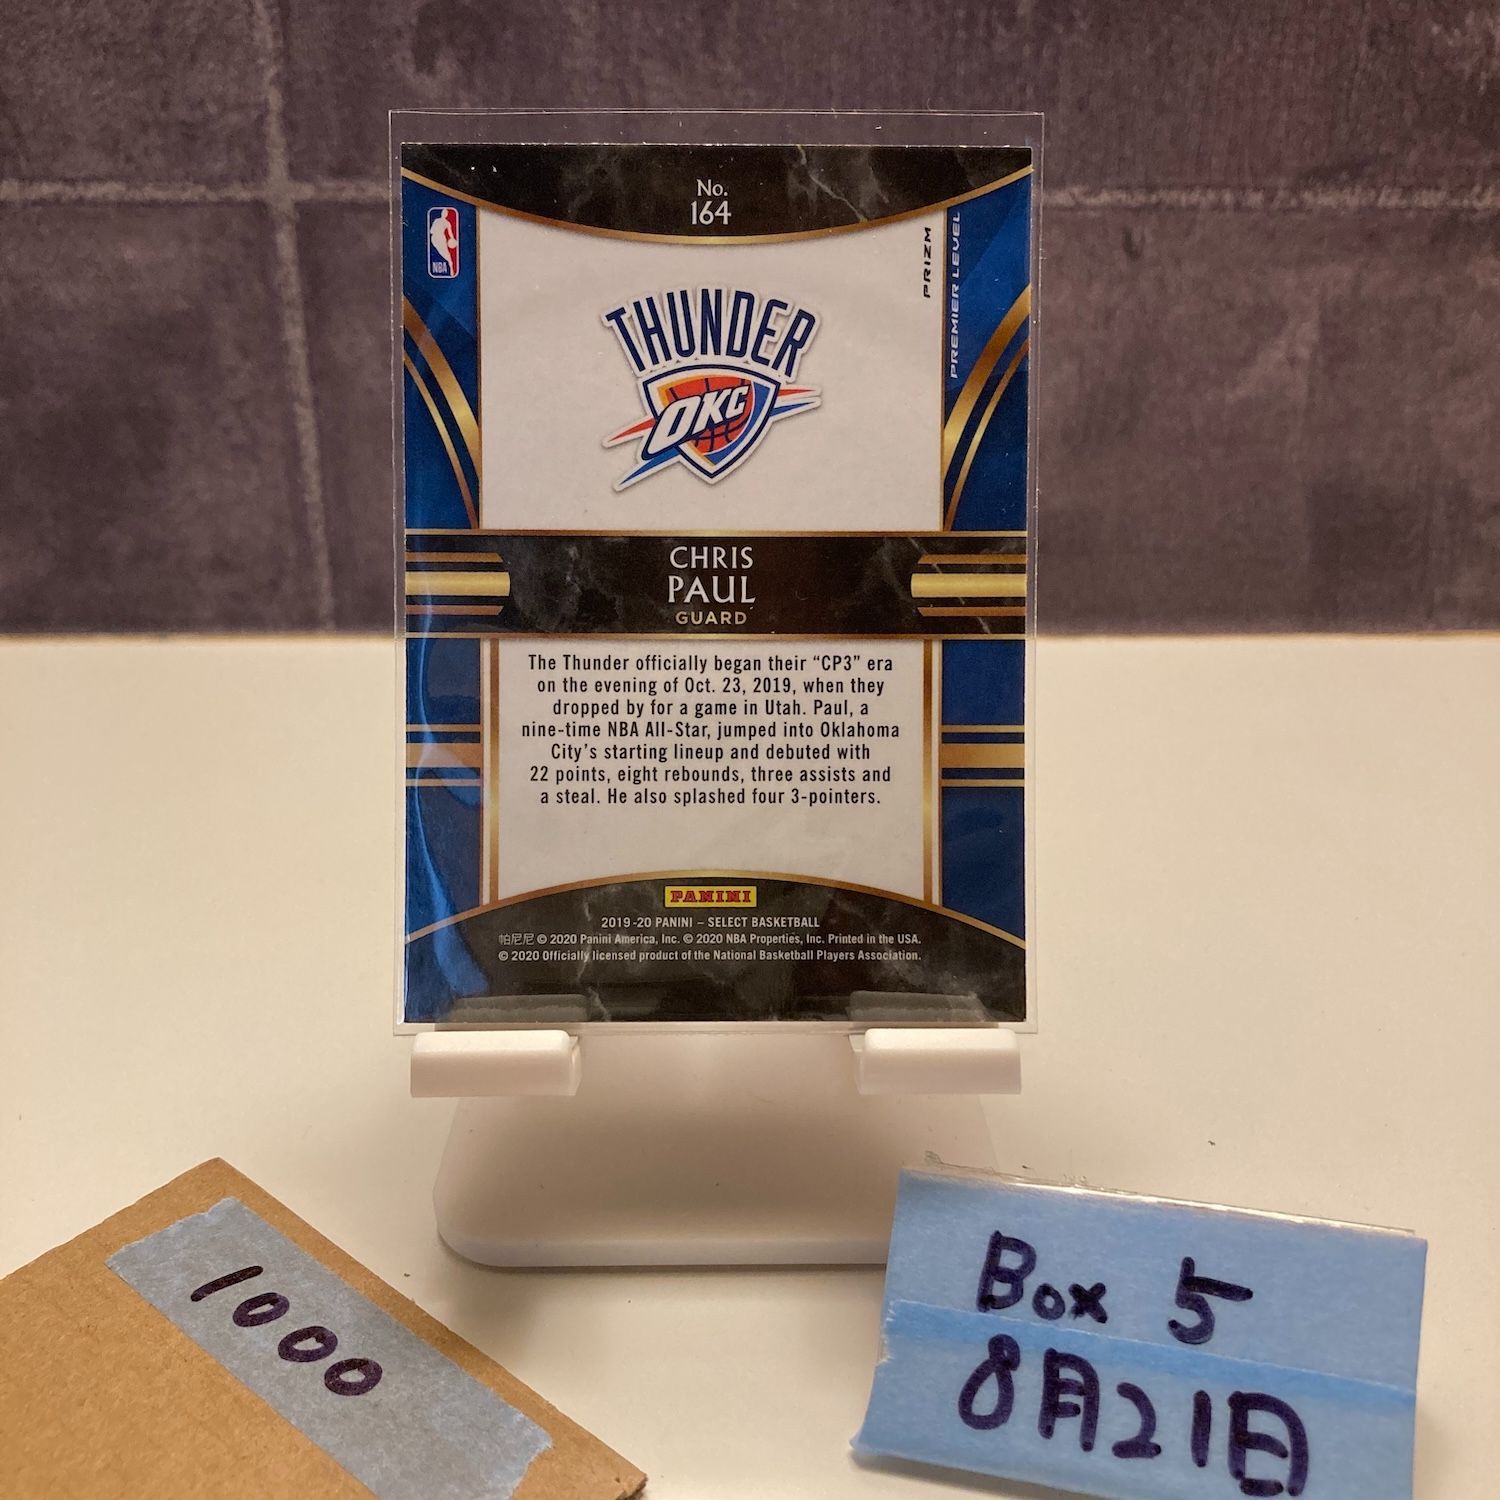 No.
164
NBA
PRIZM
PREMIER LEVEL
THUNDER
OKC
CHRIS
PAUL
GUARD
The Thunder officially began their “CP3” era
on the evening of Oct. 23, 2019, when they
dropped by for a game in Utah. Paul, a
nine-time NBA All-Star, jumped into Oklahoma
City’s starting lineup and debuted with
22 points, eight rebounds, three assists and
a steal. He also splashed four 3-pointers.
PANINI
2019-20 PANINI – SELECT BASKETBALL
帕尼尼 © 2020 Panini America, Inc. © 2020 NBA Properties, Inc. Printed in the USA.
© 2020 Officially licensed product of the National Basketball Players Association.
1000
Box 5
8月21日